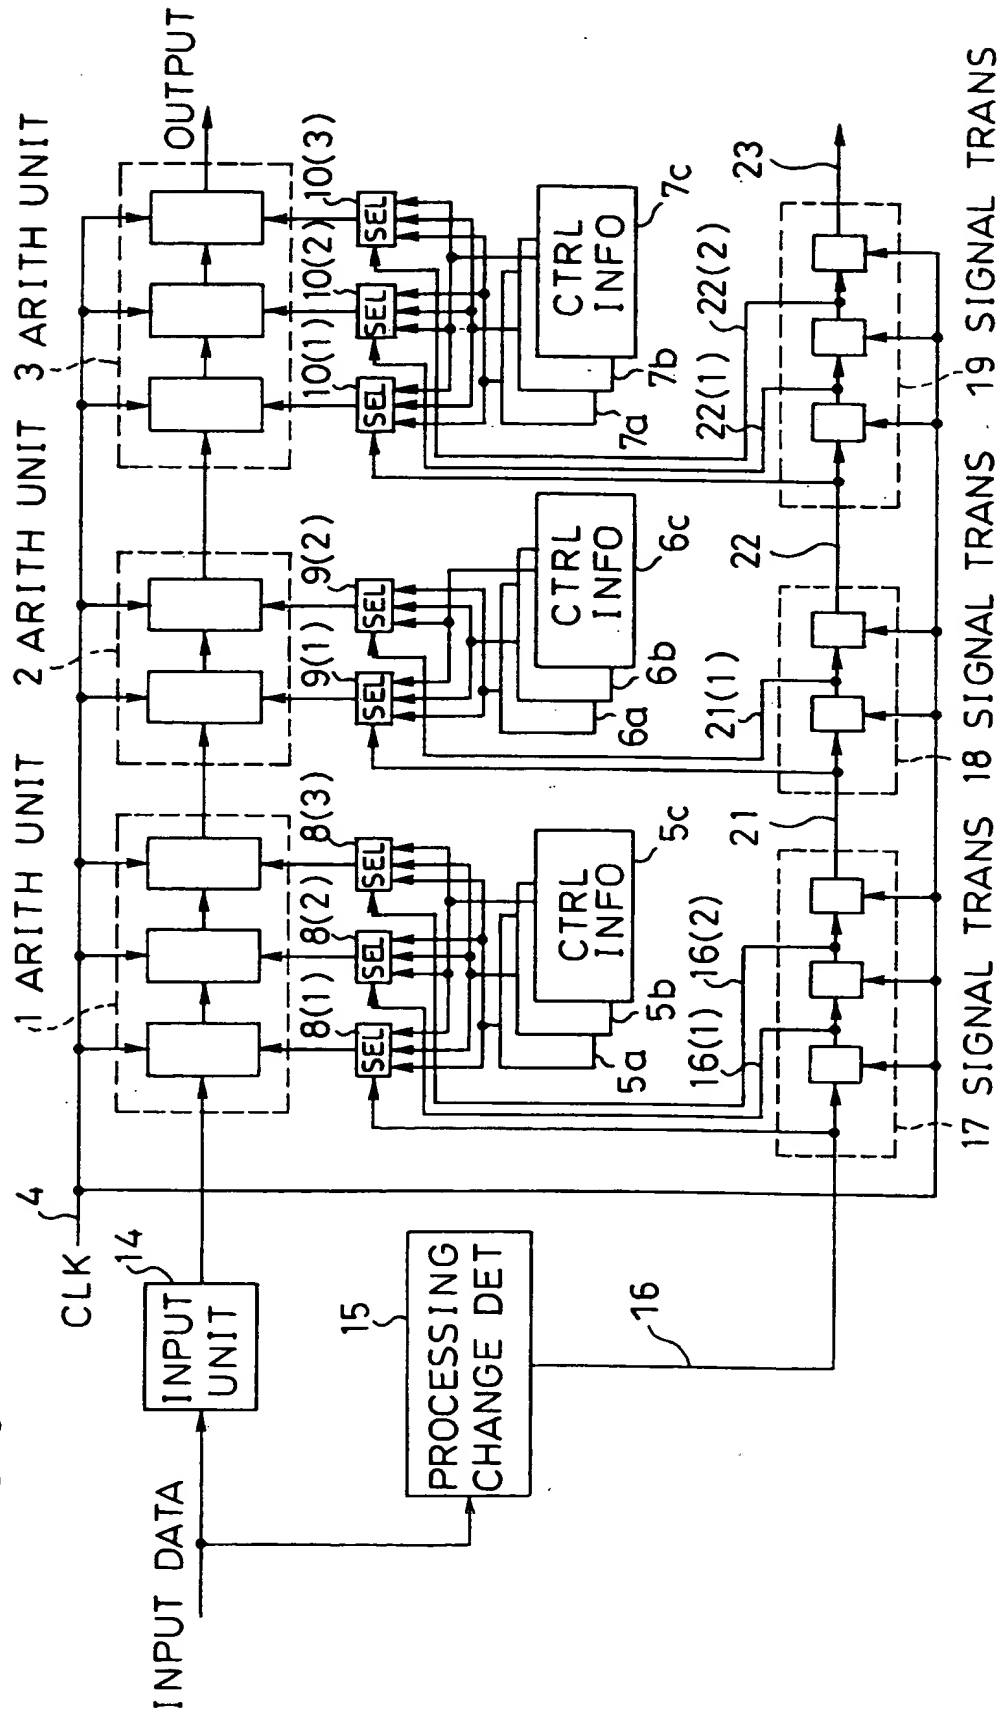 1 ARITH UNIT
2 ARITH UNIT
3 ARITH UNIT
4
CLK
14
INPUT
UNIT
INPUT DATA
OUTPUT
8(1)
8(2)
8(3)
9(1)
9(2)
10(1)
10(2)
10(3)
SEL
SEL
SEL
SEL
SEL
SEL
SEL
SEL
15
PROCESSING
CHANGE DET
CTRL
INFO
5a
5b
5c
CTRL
INFO
6a
6b
6c
CTRL
INFO
7a
7b
7c
16
16(1)
16(2)
21
21(1)
22
22(1)
22(2)
23
17 SIGNAL TRANS
18 SIGNAL TRANS
19 SIGNAL TRANS